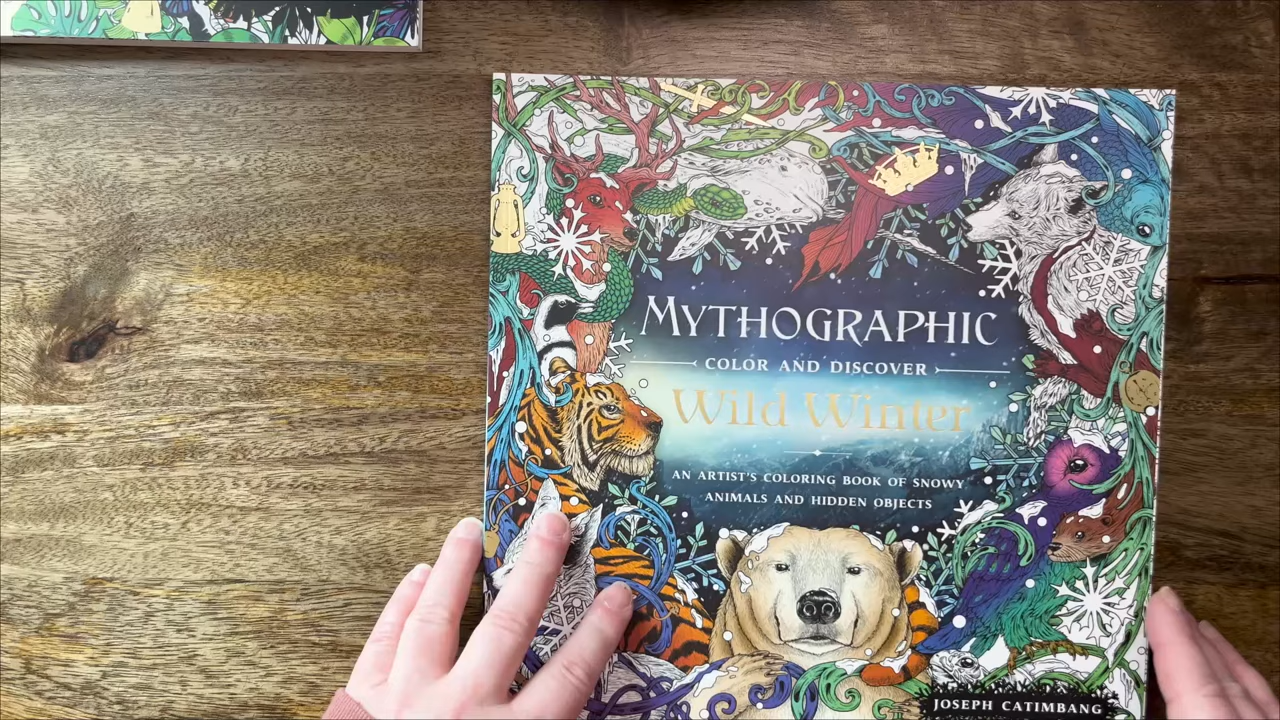 MYTHOGRAPHIC
COLOR AND DISCOVER
Wild Winter
AN ARTIST'S COLORING BOOK OF SNOWY
ANIMALS AND HIDDEN OBJECTS
JOSEPH CATIMBANG